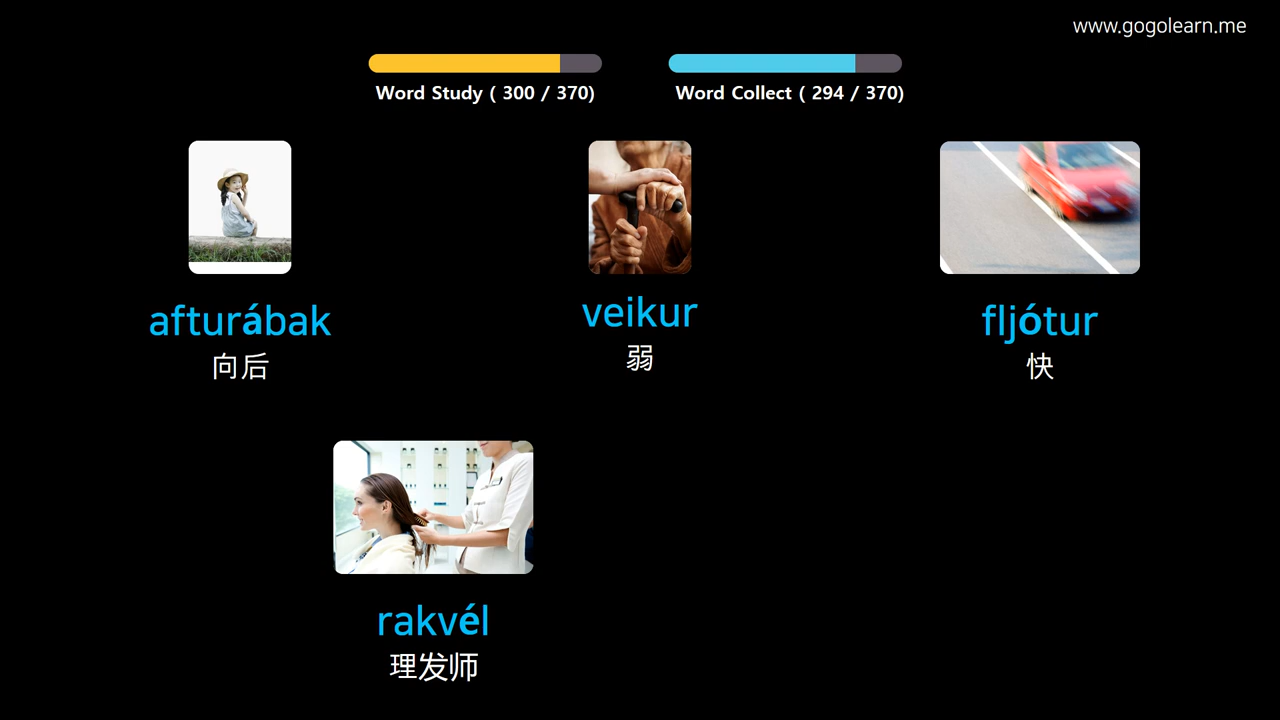 www.gogolearn.me
Word Study ( 300 / 370)
Word Collect ( 294 / 370)
afturábak
向后
veikur
弱
fljótur
快
rakvél
理发师